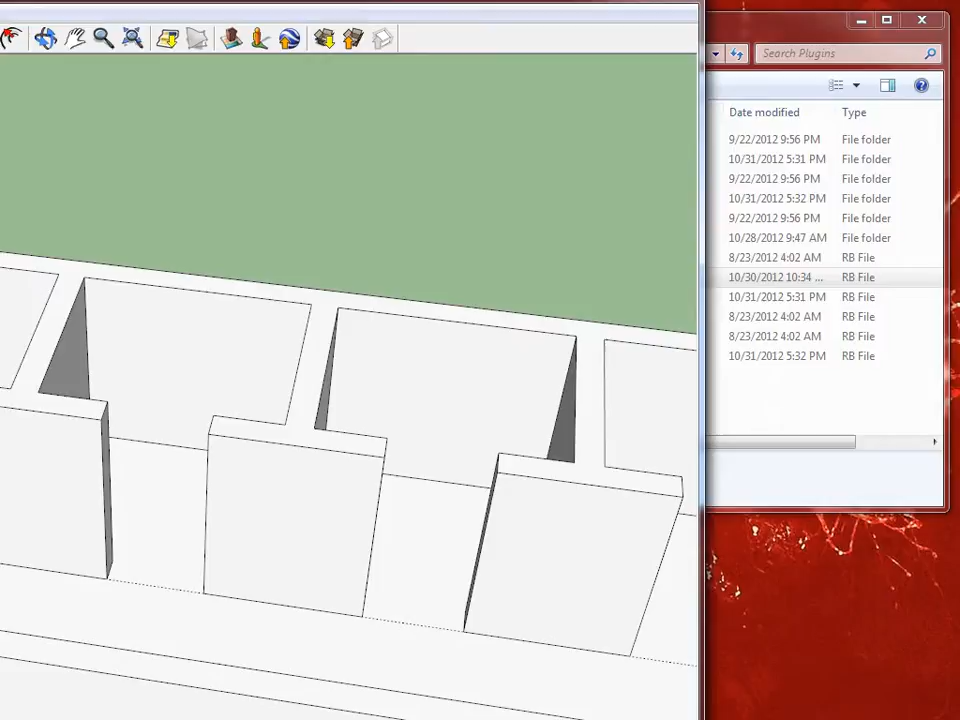 Search Plugins
Date modified Type
9/22/2012 9:56 PM File folder
10/31/2012 5:31 PM File folder
9/22/2012 9:56 PM File folder
10/31/2012 5:32 PM File folder
9/22/2012 9:56 PM File folder
10/28/2012 9:47 AM File folder
8/23/2012 4:02 AM RB File
10/30/2012 10:34 ... RB File
10/31/2012 5:31 PM RB File
8/23/2012 4:02 AM RB File
8/23/2012 4:02 AM RB File
10/31/2012 5:32 PM RB File